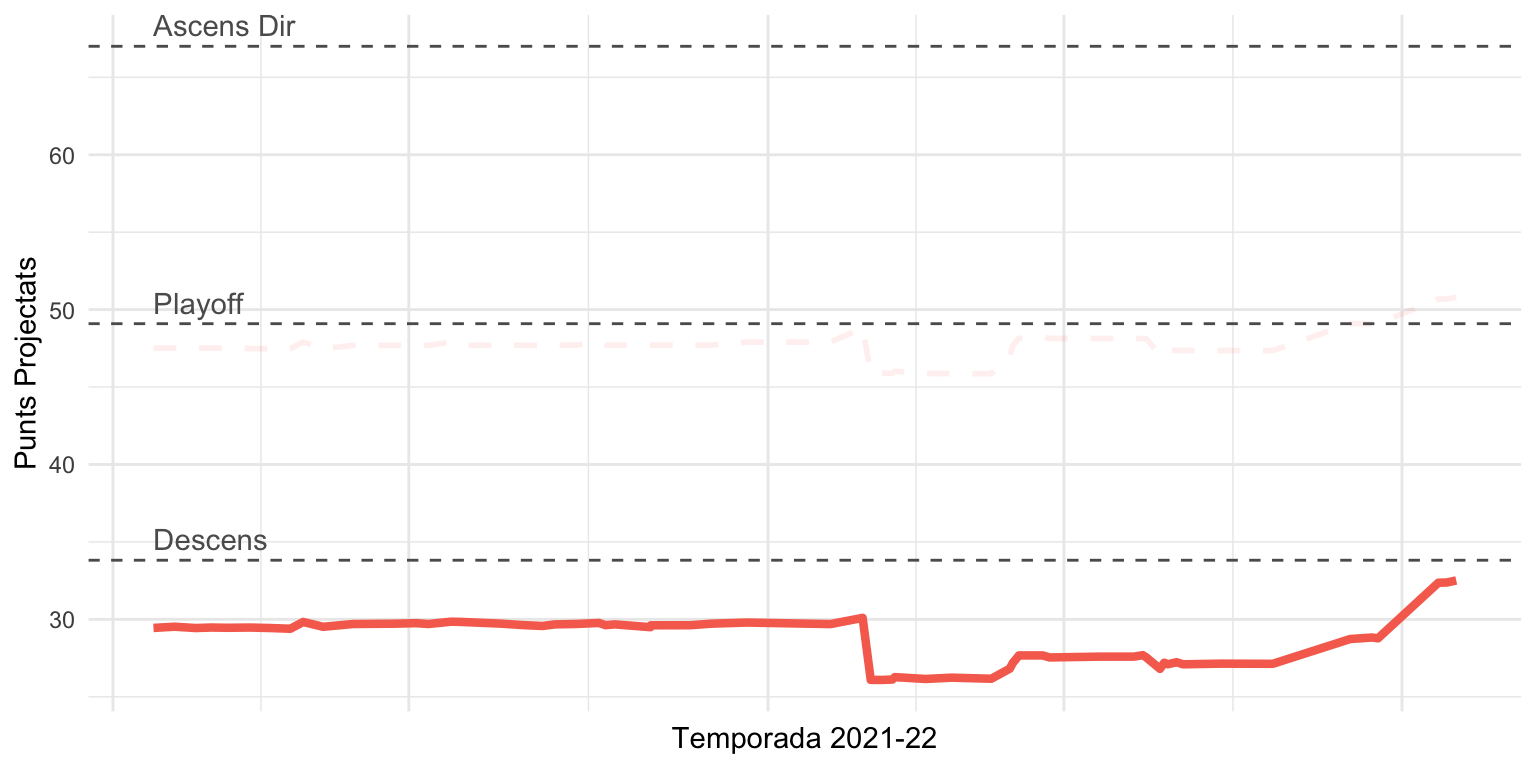 Ascens Dir
60
Playoff
50
Punts Projectats
40
Descens
30
Temporada 2021-22